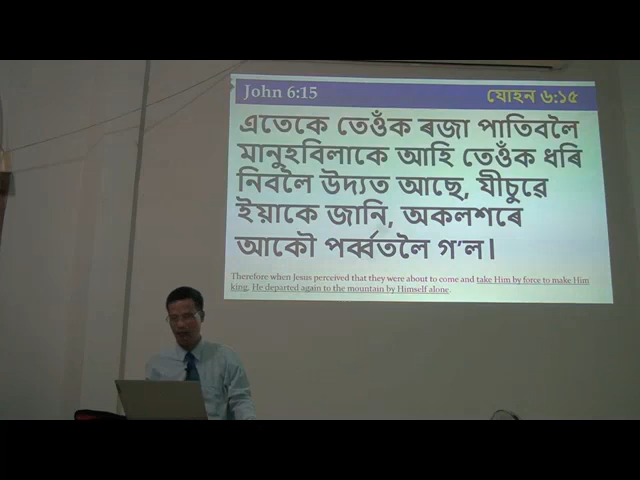 John 6:15 যোহন ৬:১৫
এতেকে তেওঁক ৰজা পাতিবলৈ
মানুহবিলাকে আহি তেওঁক ধৰি
নিবলৈ উদ্যত আছে, যীচুৱে
ইয়াকে জানি, অকলশৰে
আকৌ পৰ্ব্বতলৈ গ'ল।
Therefore when Jesus perceived that they were about to come and take Him by force to make Him
king, He departed again to the mountain by Himself alone.